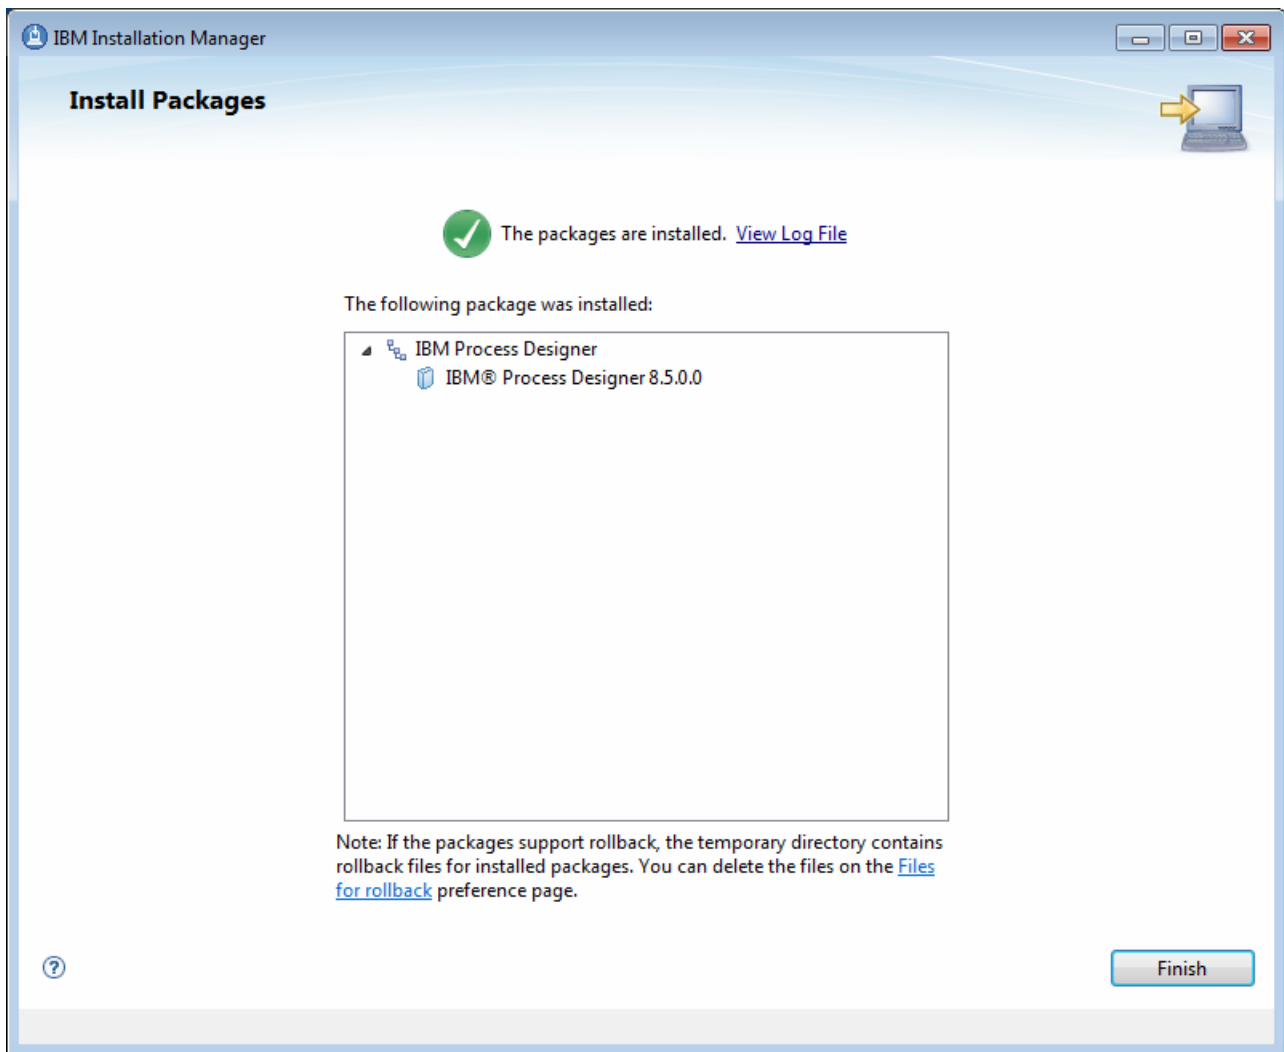 IBM Installation Manager
Install Packages
The packages are installed. View Log File
The following package was installed:
IBM Process Designer
IBM® Process Designer 8.5.0.0
Note: If the packages support rollback, the temporary directory contains
rollback files for installed packages. You can delete the files on the Files
for rollback preference page.
?
Finish